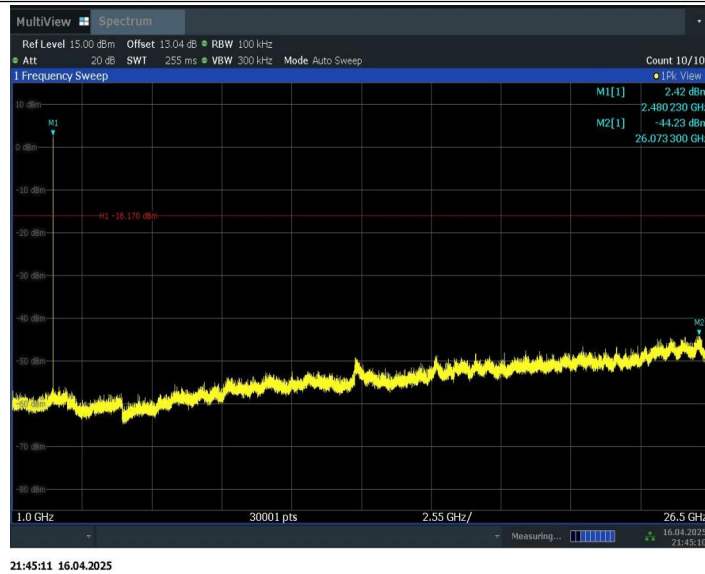 MultiView Spectrum
Ref Level 15.00 dBm Offset 13.04 dB RBW 100 kHz
Att 20 dB SWT 255 ms VBW 300 kHz Mode Auto Sweep Count 10/10
1 Frequency Sweep 1Pk View
M1[1] 2.42 dBm
2.480 230 GHz
M2[1] -44.23 dBm
26.073 300 GHz
10 dBm
M1
0 dBm
-10 dBm
H1 -16.170 dBm
-20 dBm
-30 dBm
-40 dBm
M2
-50 dBm
-60 dBm
-70 dBm
-80 dBm
1.0 GHz 30001 pts 2.55 GHz/ 26.5 GHz
Measuring... 16.04.2025
21:45:10
21:45:11 16.04.2025